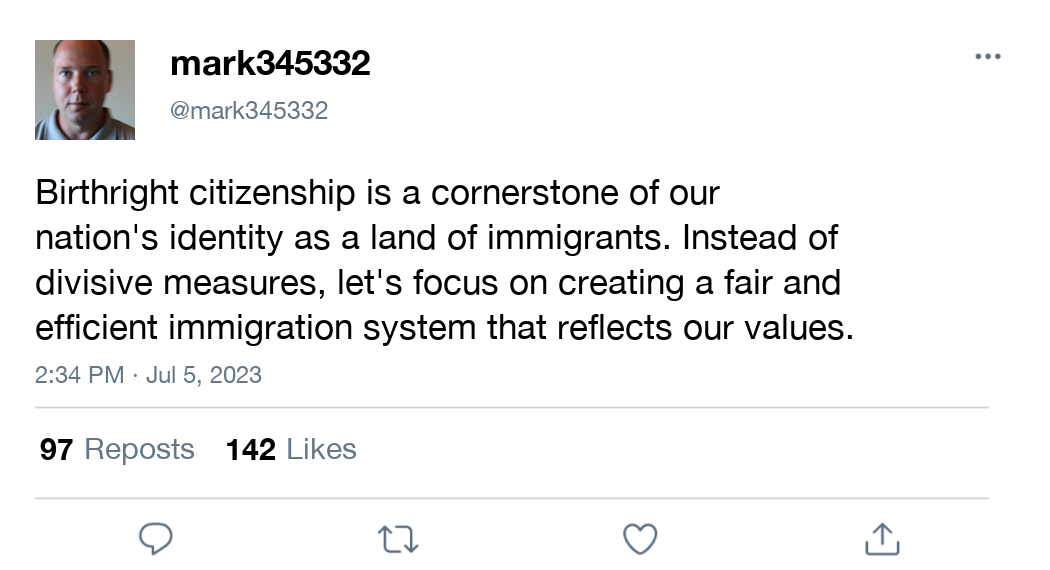 mark345332
@mark345332
Birthright citizenship is a cornerstone of our
nation's identity as a land of immigrants. Instead of
divisive measures, let's focus on creating a fair and
efficient immigration system that reflects our values.
2:34 PM · Jul 5, 2023
97 Reposts 142 Likes